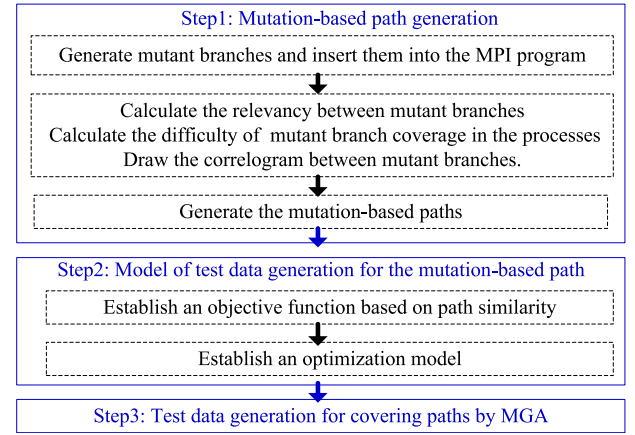 Step1: Mutation-based path generation
Generate mutant branches and insert them into the MPI program
Calculate the relevancy between mutant branches
Calculate the difficulty of mutant branch coverage in the processes
Draw the correlogram between mutant branches.
Generate the mutation-based paths
Step2: Model of test data generation for the mutation-based path
Establish an objective function based on path similarity
Establish an optimization model
Step3: Test data generation for covering paths by MGA